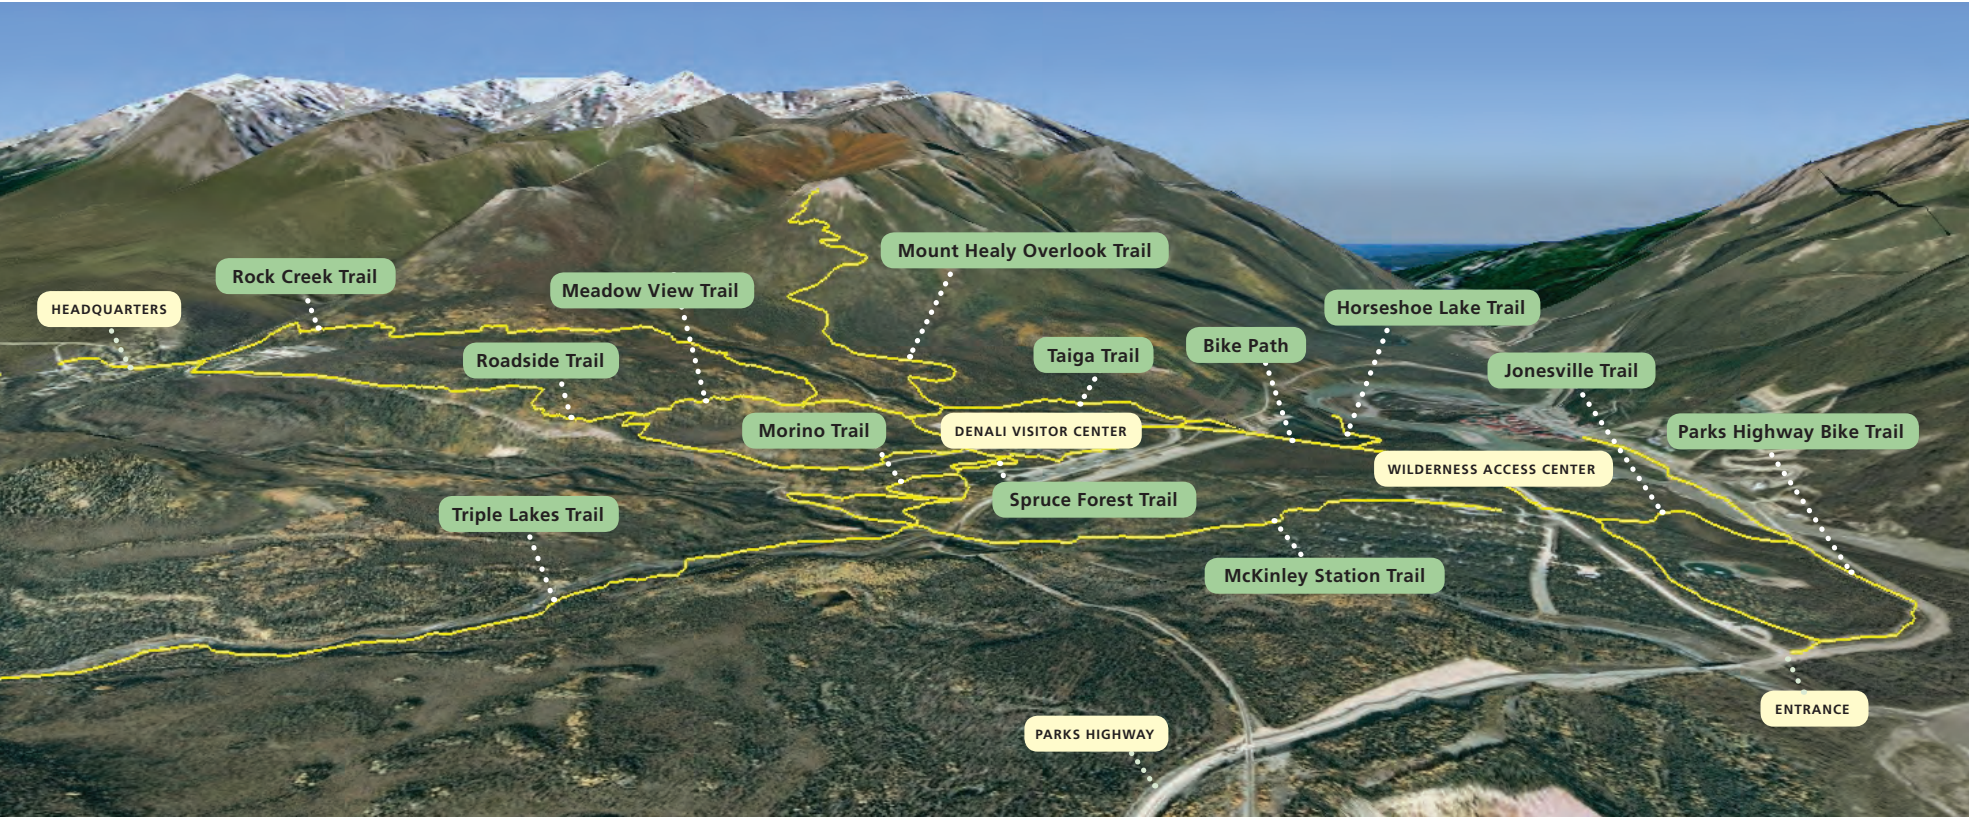 Mount Healy Overlook Trail
Rock Creek Trail
Meadow View Trail
HEADQUARTERS
Horseshoe Lake Trail
Roadside Trail
Taiga Trail
Bike Path
Jonesville Trail
Morino Trail
DENALI VISITOR CENTER
Parks Highway Bike Trail
WILDERNESS ACCESS CENTER
Triple Lakes Trail
Spruce Forest Trail
McKinley Station Trail
ENTRANCE
PARKS HIGHWAY